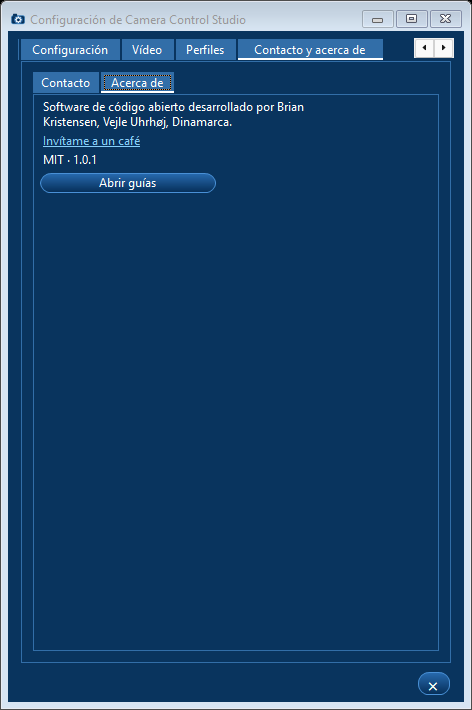 Configuración de Camera Control Studio
Configuración Vídeo Perfiles Contacto y acerca de
Contacto Acerca de
Software de código abierto desarrollado por Brian
Kristensen, Vejle Uhrhøj, Dinamarca.
Invítame a un café
MIT · 1.0.1
Abrir guías